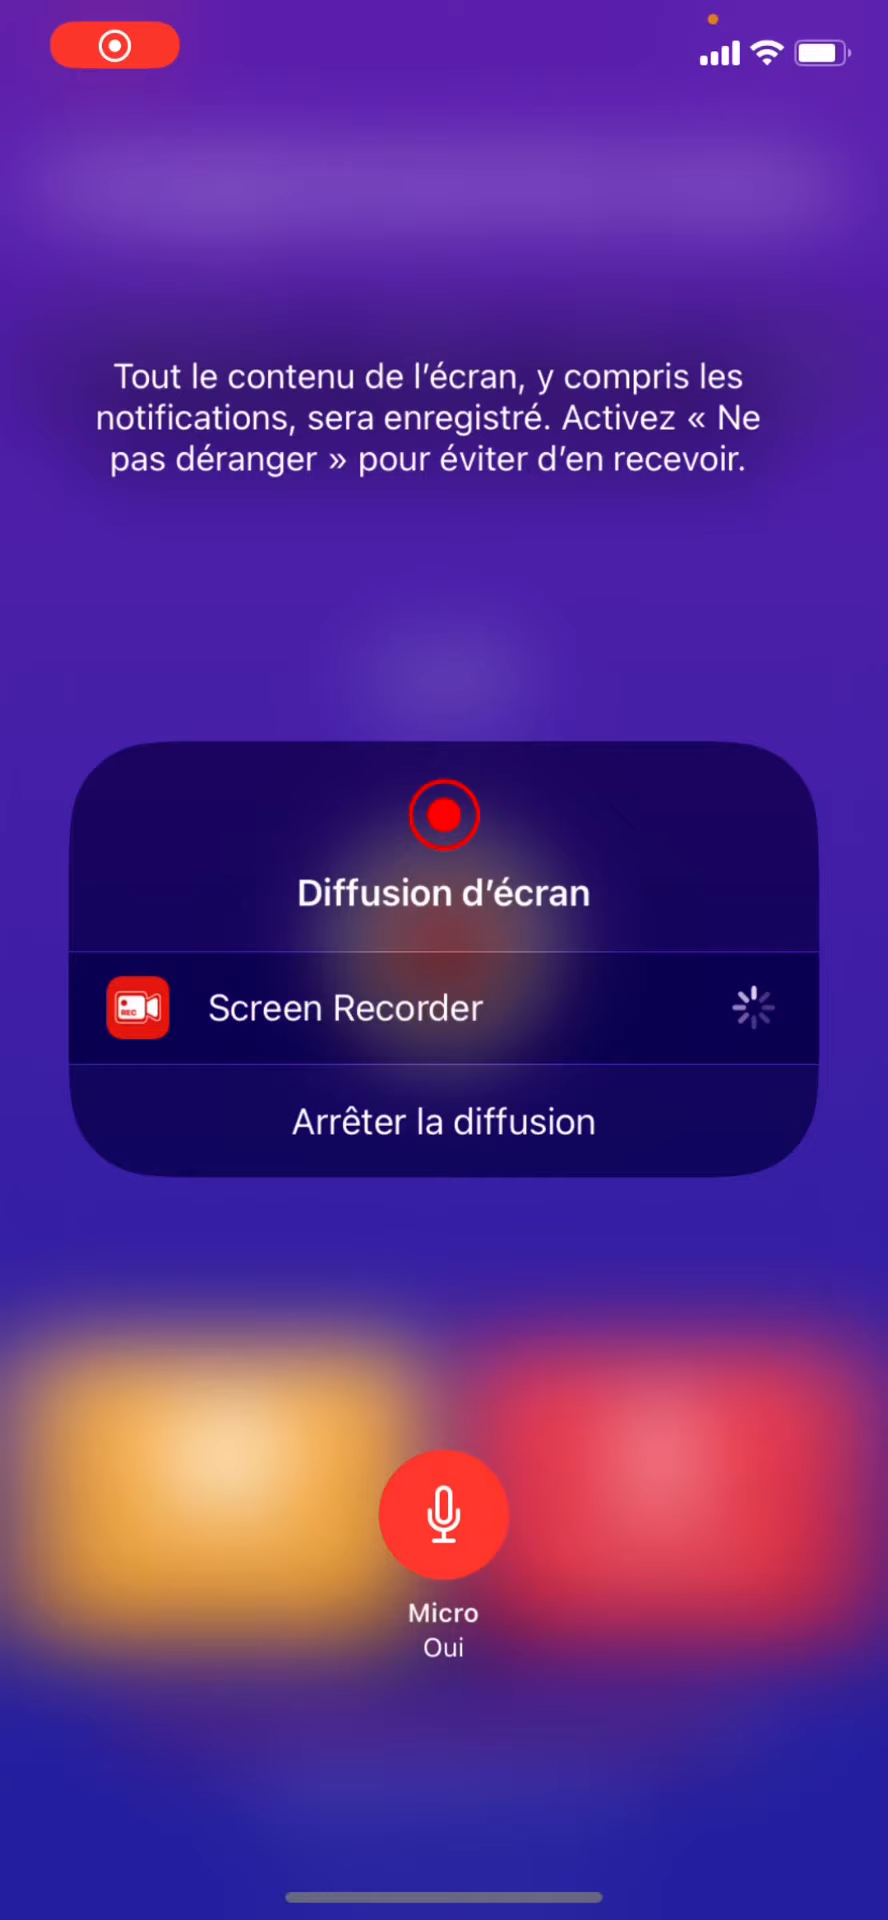 Tout le contenu de l’écran, y compris les
notifications, sera enregistré. Activez « Ne
pas déranger » pour éviter d’en recevoir.
Diffusion d’écran
REC
Screen Recorder
Arrêter la diffusion
Micro
Oui